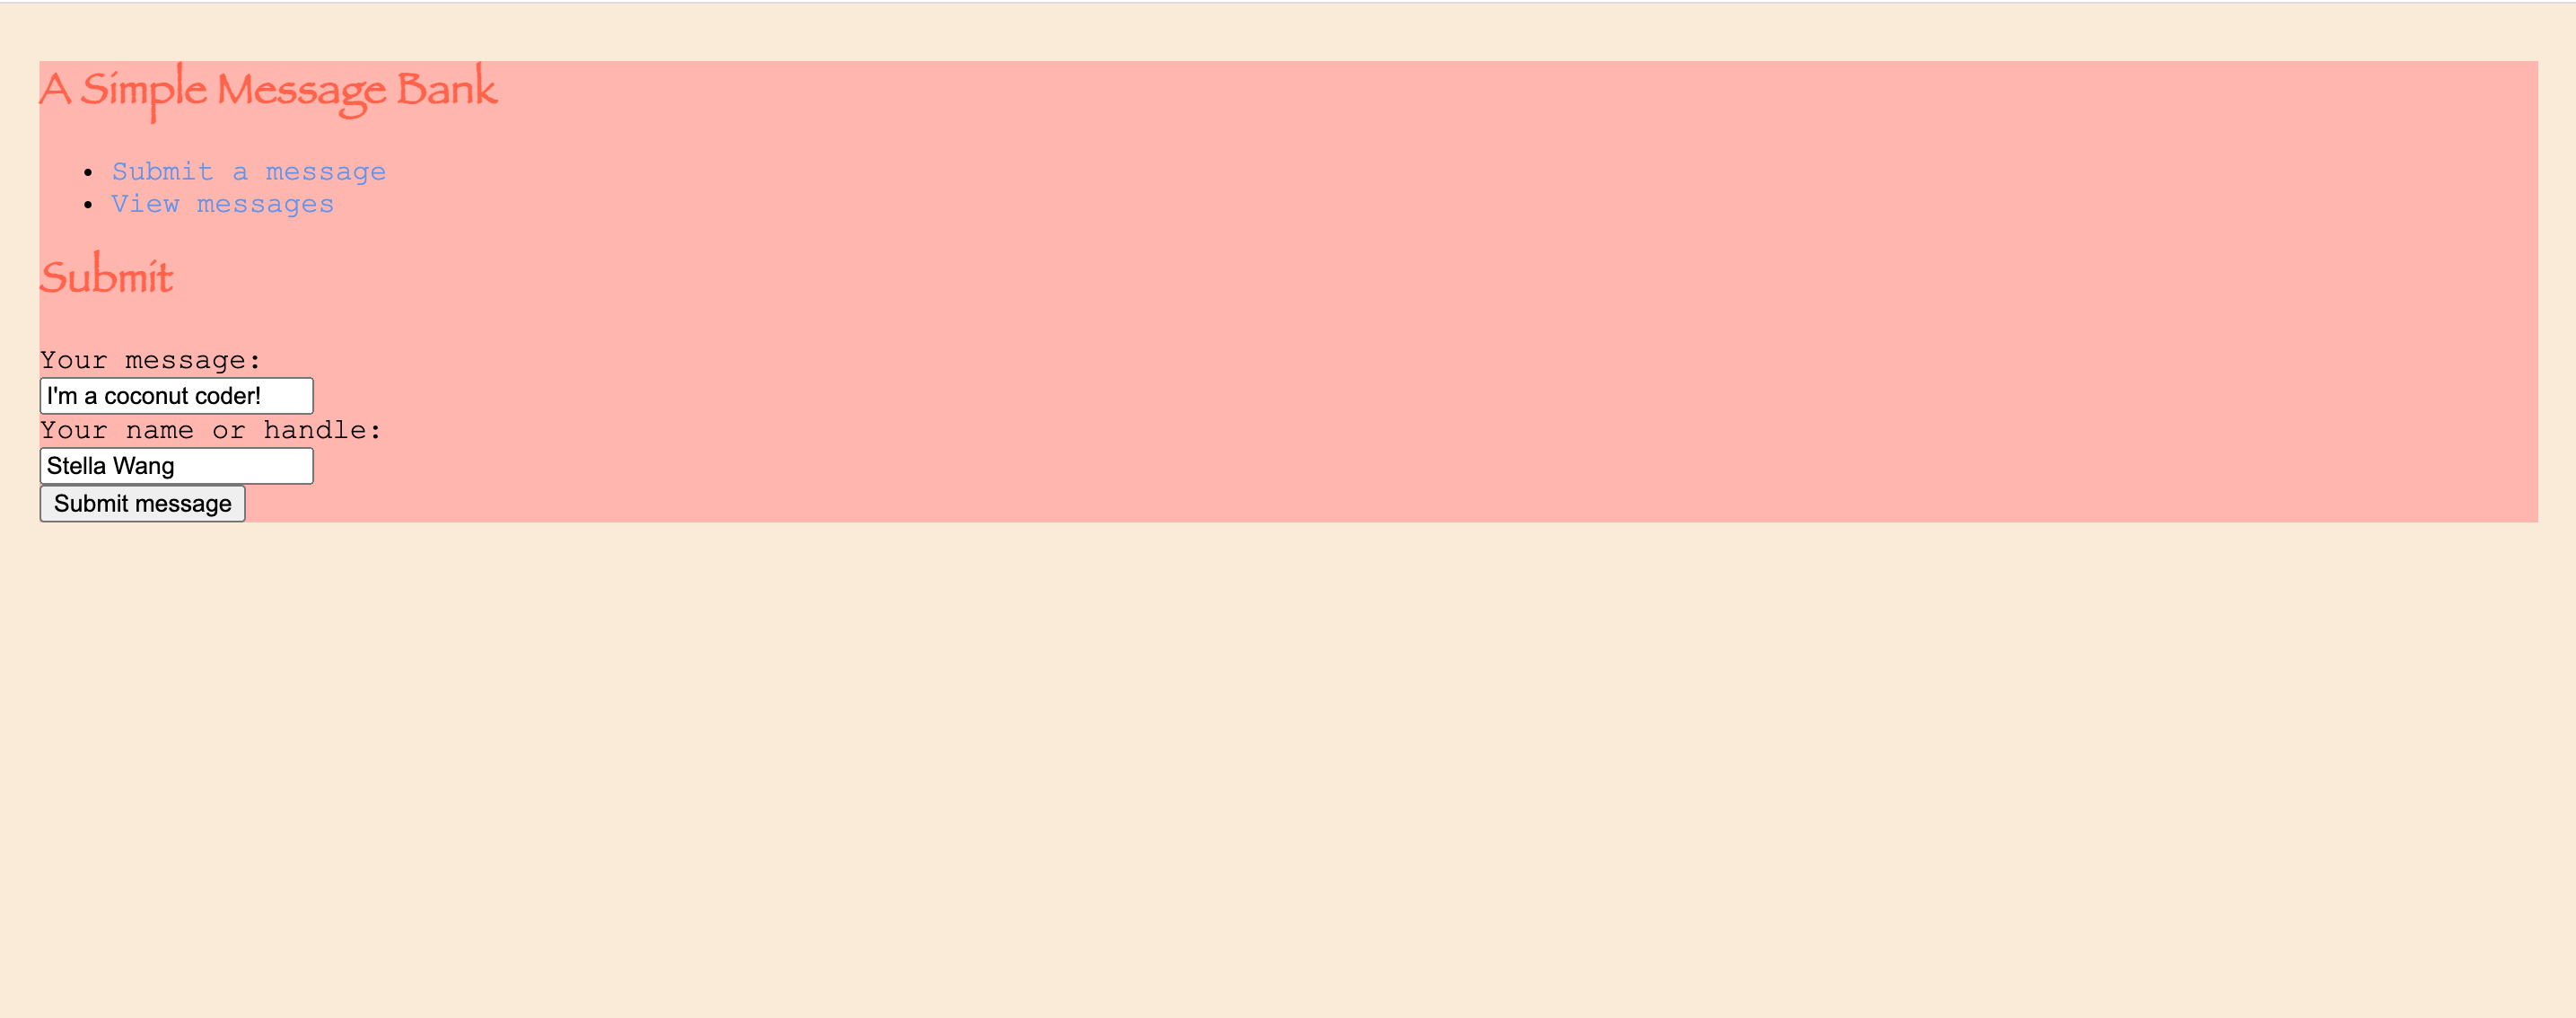 A Simple Message Bank
Submit a message
View messages
Submit
Your message:
I'm a coconut coder!
Your name or handle:
Stella Wang
Submit message